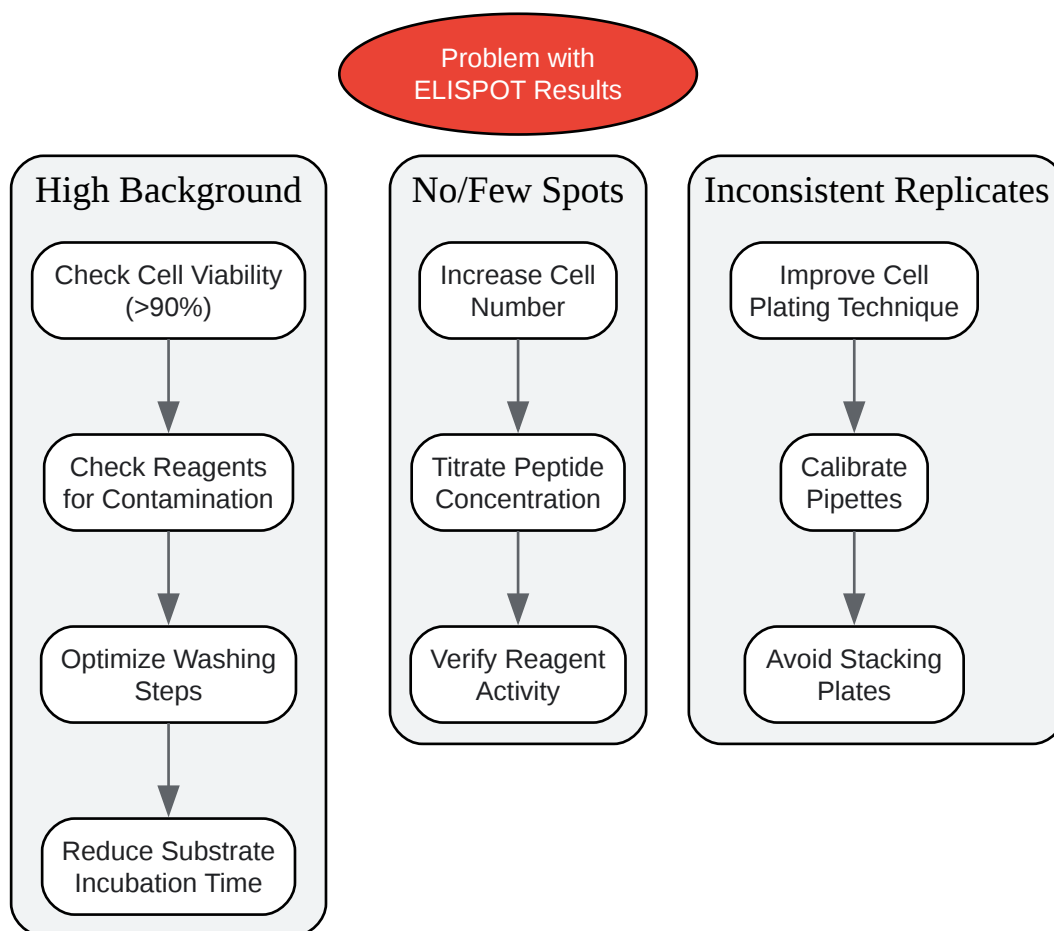 Problem with
ELISPOT Results
High Background
Check Cell Viability
(>90%)
Check Reagents
for Contamination
Optimize Washing
Steps
Reduce Substrate
Incubation Time
No/Few Spots
Increase Cell
Number
Titrate Peptide
Concentration
Verify Reagent
Activity
Inconsistent Replicates
Improve Cell
Plating Technique
Calibrate
Pipettes
Avoid Stacking
Plates